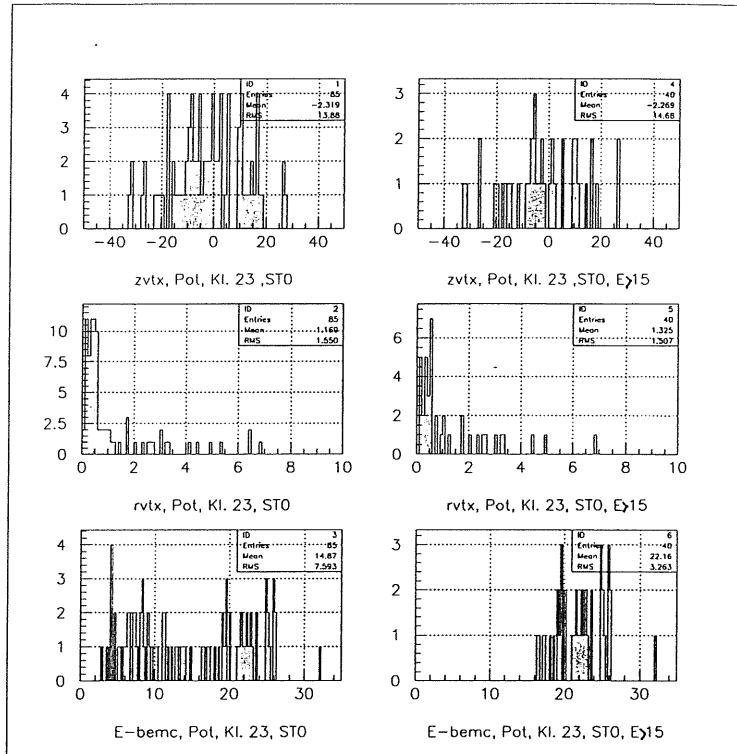 ID 1
Entries 85
Mean -2.319
RMS 13.88
4
3
2
1
0
-40 -20 0 20 40
zvtx, Pot, Kl. 23 ,ST0
ID 4
Entries 40
Mean -2.269
RMS 14.68
3
2
1
0
-40 -20 0 20 40
zvtx, Pot, Kl. 23 ,ST0, E>15
ID 2
Entries 85
Mean 1.169
RMS 1.550
10
7.5
5
2.5
0
0 2 4 6 8 10
rvtx, Pot, Kl. 23, ST0
ID 5
Entries 40
Mean 1.325
RMS 1.507
6
4
2
0
0 2 4 6 8 10
rvtx, Pot, Kl. 23, ST0, E>15
ID 3
Entries 85
Mean 14.87
RMS 7.593
4
3
2
1
0
0 10 20 30
E-bemc, Pot, Kl. 23, ST0
ID 6
Entries 40
Mean 22.16
RMS 3.263
3
2
1
0
0 10 20 30
E-bemc, Pot, Kl. 23, ST0, E>15